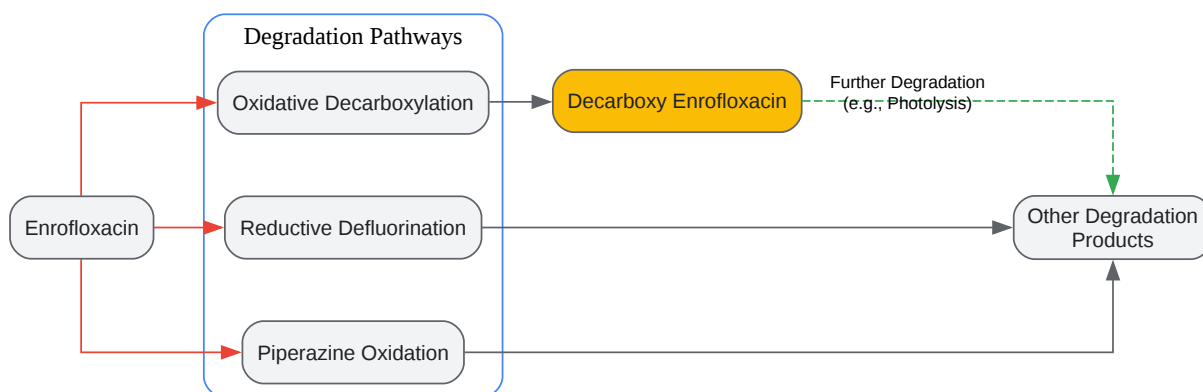 Degradation Pathways
Oxidative Decarboxylation
Decarboxy Enrofloxacin
Further Degradation
(e.g., Photolysis)
Enrofloxacin
Reductive Defluorination
Other Degradation
Products
Piperazine Oxidation